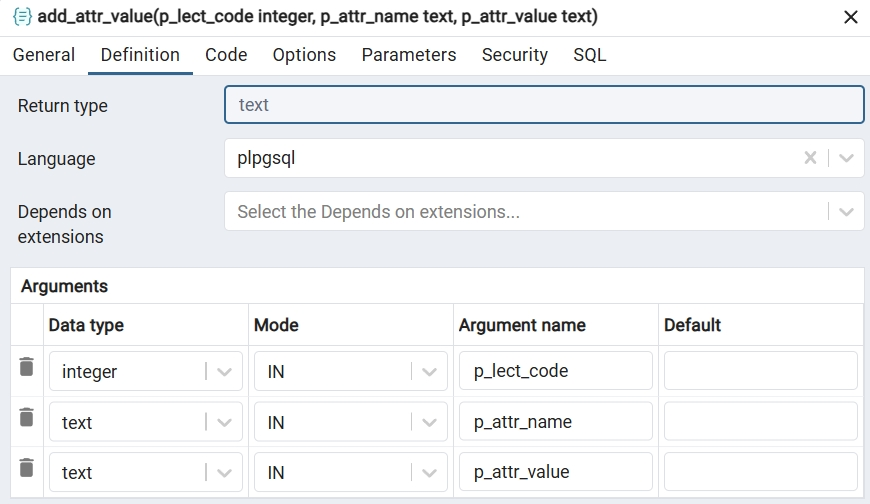 add_attr_value(p_lect_code integer, p_attr_name text, p_attr_value text)
General Definition Code Options Parameters Security SQL
Return type text
Language plpgsql
Depends on extensions Select the Depends on extensions...
Arguments
Data type Mode Argument name Default
integer IN p_lect_code
text IN p_attr_name
text IN p_attr_value